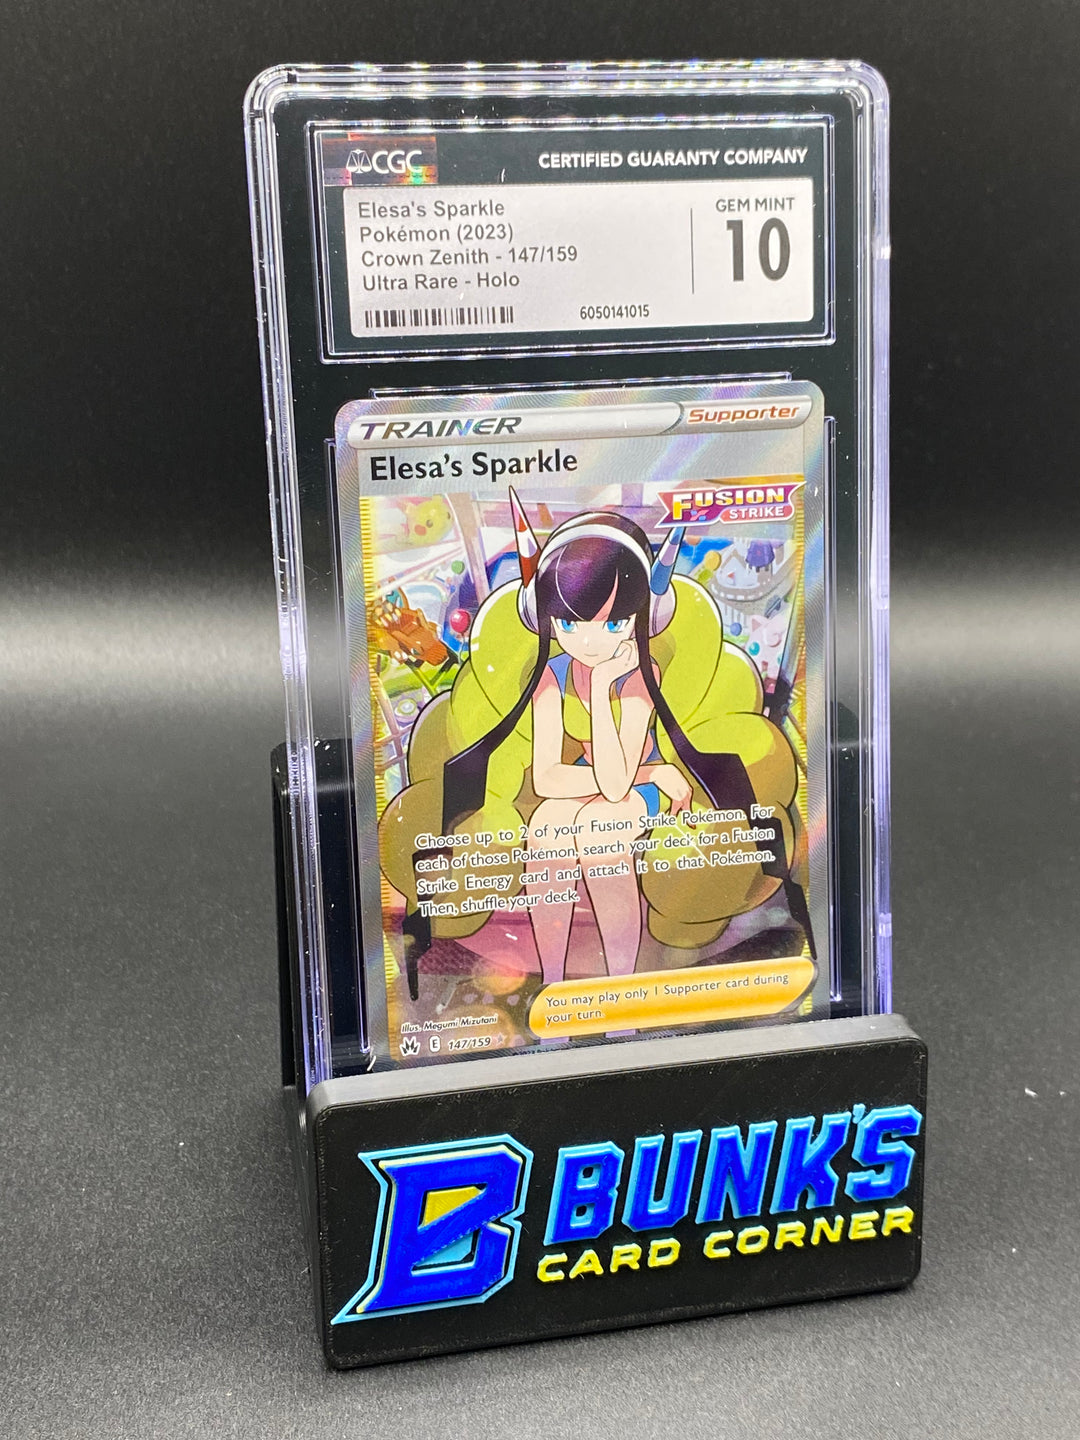 CGC
CERTIFIED GUARANTY COMPANY
Elesa's Sparkle
Pokémon (2023)
Crown Zenith - 147/159
Ultra Rare - Holo
GEM MINT
10
6050141015
TRAINER
Supporter
Elesa's Sparkle
FUSION
STRIKE
Choose up to 2 of your Fusion Strike Pokémon. For
each of those Pokémon, search your deck for a Fusion
Strike Energy card and attach it to that Pokémon.
Then, shuffle your deck.
You may play only 1 Supporter card during
your turn.
Illus. Megumi Mizutani
E 147/159
B
BUNK'S
CARD CORNER